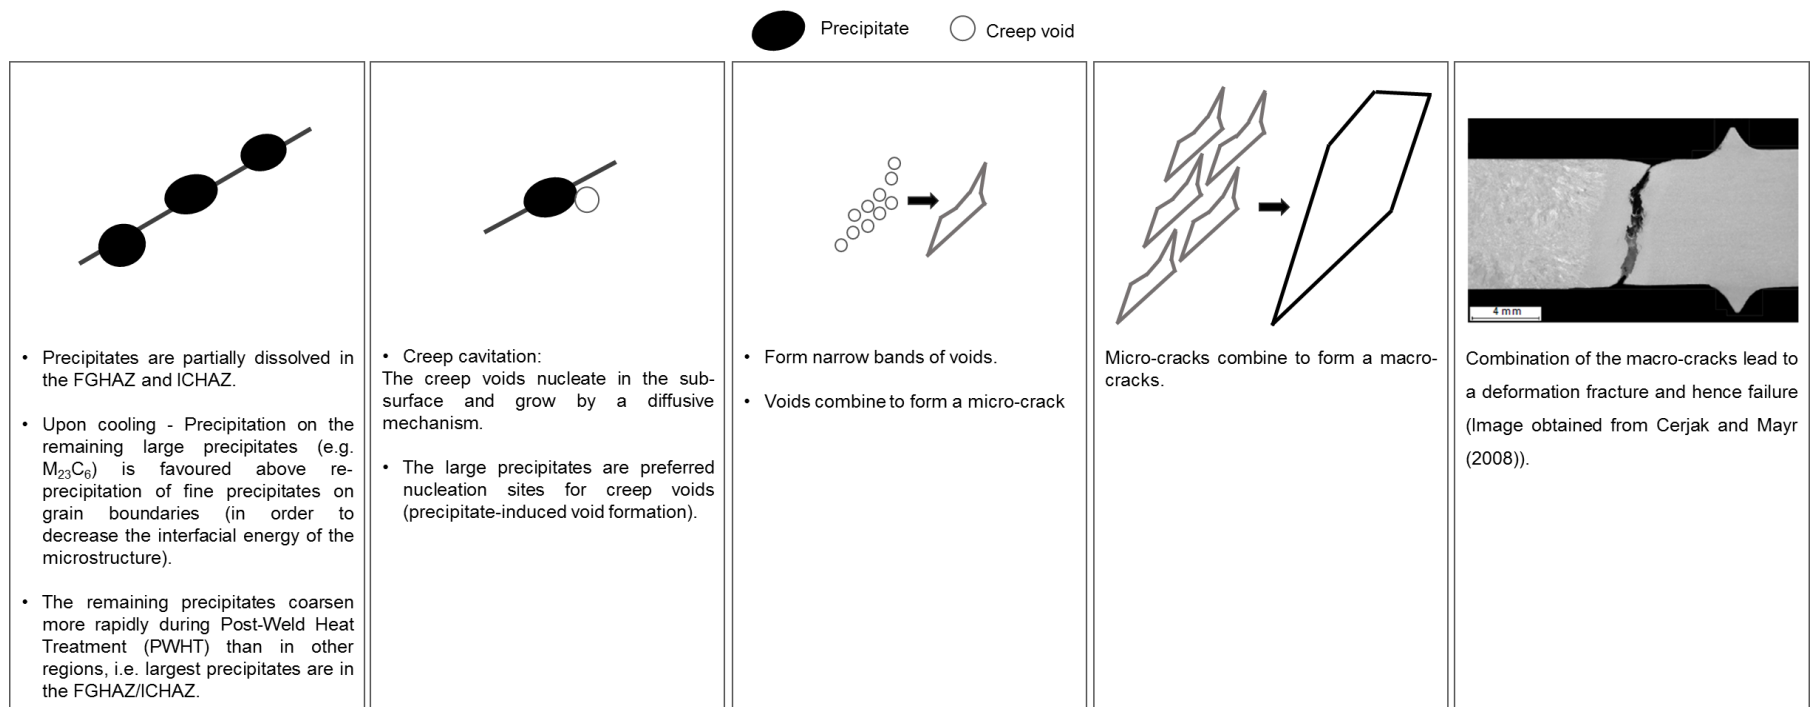 Precipitate
Creep void
• Precipitates are partially dissolved in
the FGHAZ and ICHAZ.
• Upon cooling - Precipitation on the
remaining large precipitates (e.g.
M₂₃C₆) is favoured above re-
precipitation of fine precipitates on
grain boundaries (in order to
decrease the interfacial energy of the
microstructure).
• The remaining precipitates coarsen
more rapidly during Post-Weld Heat
Treatment (PWHT) than in other
regions, i.e. largest precipitates are in
the FGHAZ/ICHAZ.
• Creep cavitation:
The creep voids nucleate in the sub-
surface and grow by a diffusive
mechanism.
• The large precipitates are preferred
nucleation sites for creep voids
(precipitate-induced void formation).
• Form narrow bands of voids.
• Voids combine to form a micro-crack
Micro-cracks combine to form a macro-
cracks.
4 mm
Combination of the macro-cracks lead to
a deformation fracture and hence failure
(Image obtained from Cerjak and Mayr
(2008)).